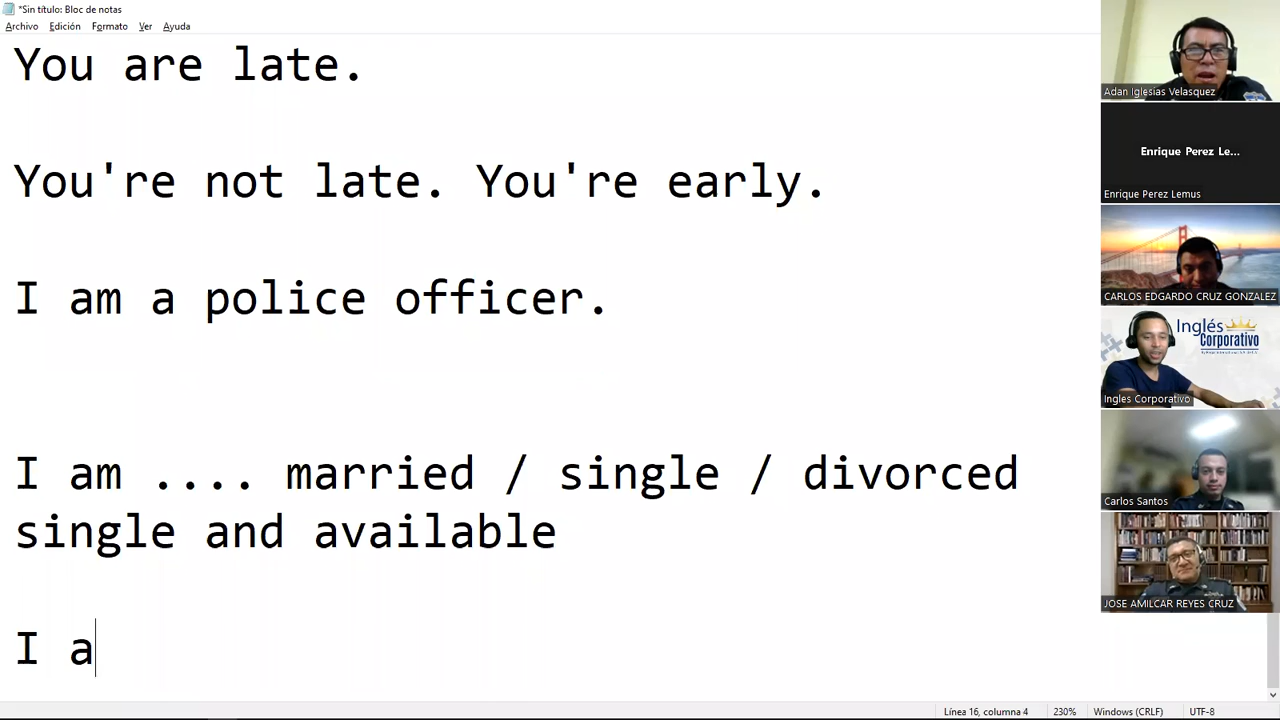 *Sin título: Bloc de notas
Archivo Edición Formato Ver Ayuda
You are late.
You're not late. You're early.
I am a police officer.
I am .... married / single / divorced
single and available
I a
Adan Iglesias Velasquez
Enrique Perez Le...
Enrique Perez Lemus
CARLOS EDGARDO CRUZ GONZALEZ
Inglés
Corporativo
Ingles Corporativo
Carlos Santos
JOSE AMILCAR REYES CRUZ
Línea 16, columna 4 230% Windows (CRLF) UTF-8